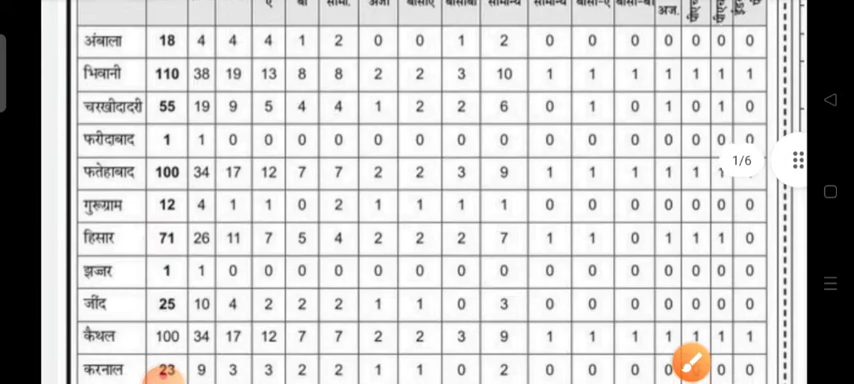 अज.
अंबाला 18 4 4 4 1 2 0 0 1 2 0 0 0 0 0 0 0
भिवानी 110 38 19 13 8 8 2 2 3 10 1 1 1 1 1 1 1
चरखीदादरी 55 19 9 5 4 4 1 2 2 6 0 1 0 1 0 1 0
फरीदाबाद 1 1 0 0 0 0 0 0 0 0 0 0 0 0 0 0 0
1/6
फतेहाबाद 100 34 17 12 7 7 2 2 3 9 1 1 1 1 1
गुरूग्राम 12 4 1 1 0 2 1 1 1 1 0 0 0 0 0 0 0
हिसार 71 26 11 7 5 4 2 2 2 7 1 1 0 1 1 1 0
झज्जर 1 1 0 0 0 0 0 0 0 0 0 0 0 0 0 0 0
जींद 25 10 4 2 2 2 1 1 0 3 0 0 0 0 0 0 0
कैथल 100 34 17 12 7 7 2 2 3 9 1 1 1 1 1 1 1
करनाल 23 9 3 3 2 2 1 1 0 2 0 0 0 0 0 0